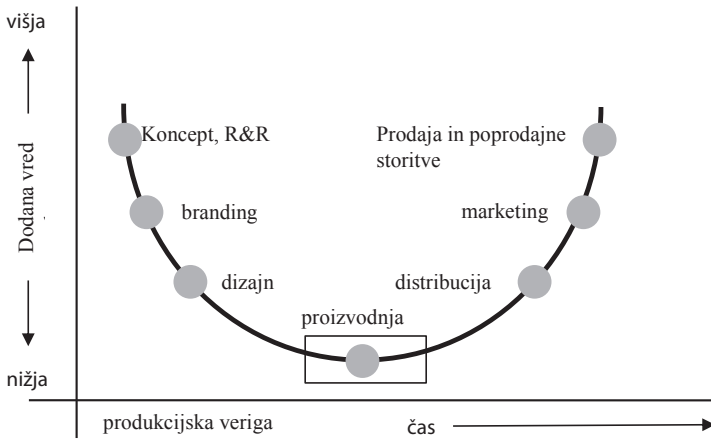 višja
Koncept, R&R
Prodaja in poprodajne
storitve
Dodana vred
branding
marketing
dizajn
distribucija
proizvodnja
nižja
produkcijska veriga
čas